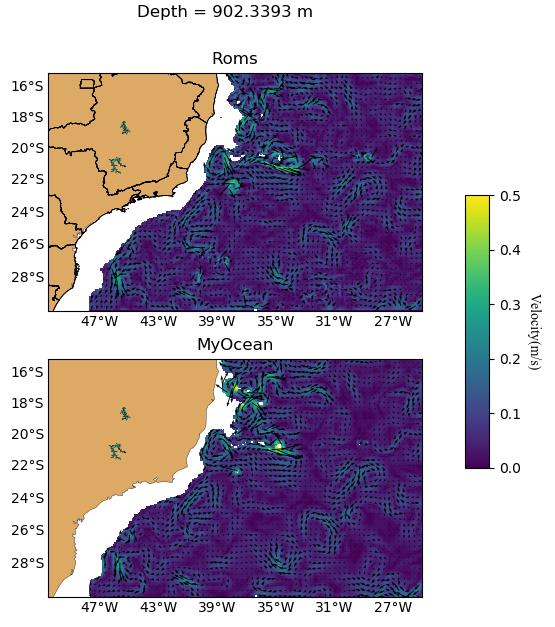 Depth = 902.3393 m
Roms
16°S
18°S
20°S
22°S
24°S
26°S
28°S
47°W 43°W 39°W 35°W 31°W 27°W
MyOcean
16°S
18°S
20°S
22°S
24°S
26°S
28°S
47°W 43°W 39°W 35°W 31°W 27°W
0.5
0.4
0.3
0.2
0.1
0.0
Velocity(m/s)